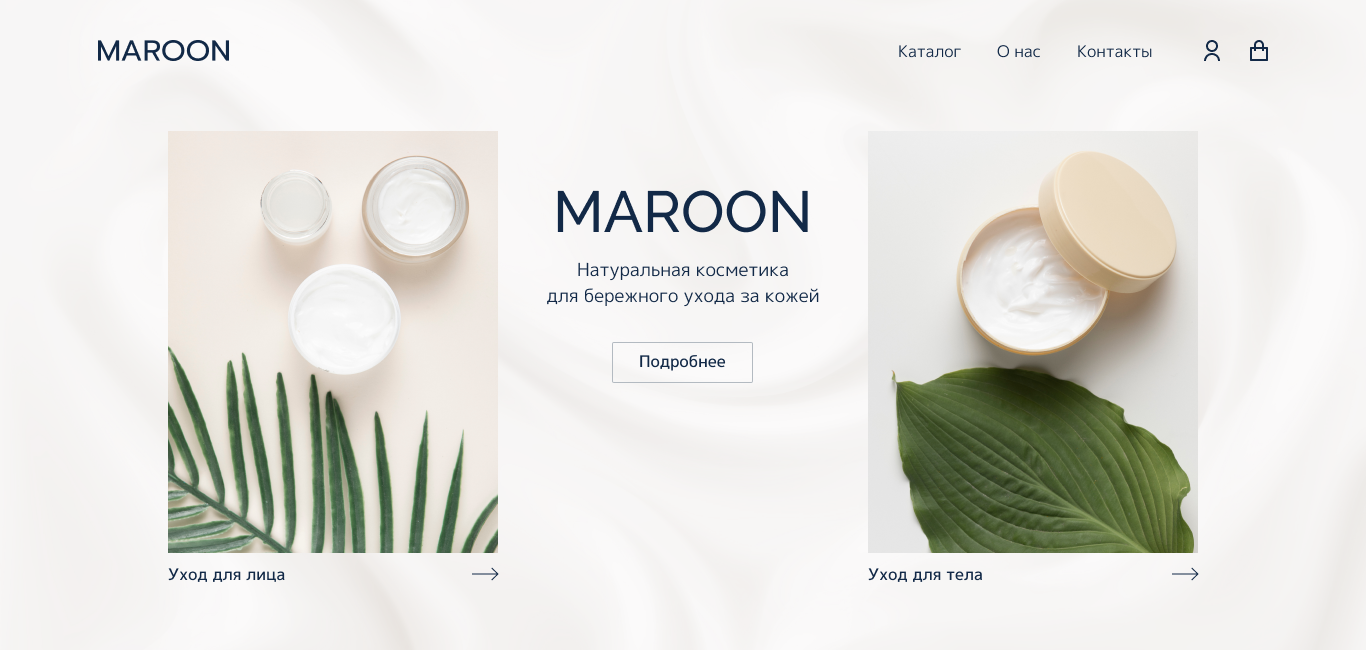 MAROON
Каталог
О нас
Контакты
MAROON
Натуральная косметика
для бережного ухода за кожей
Подробнее
Уход для лица
Уход для тела